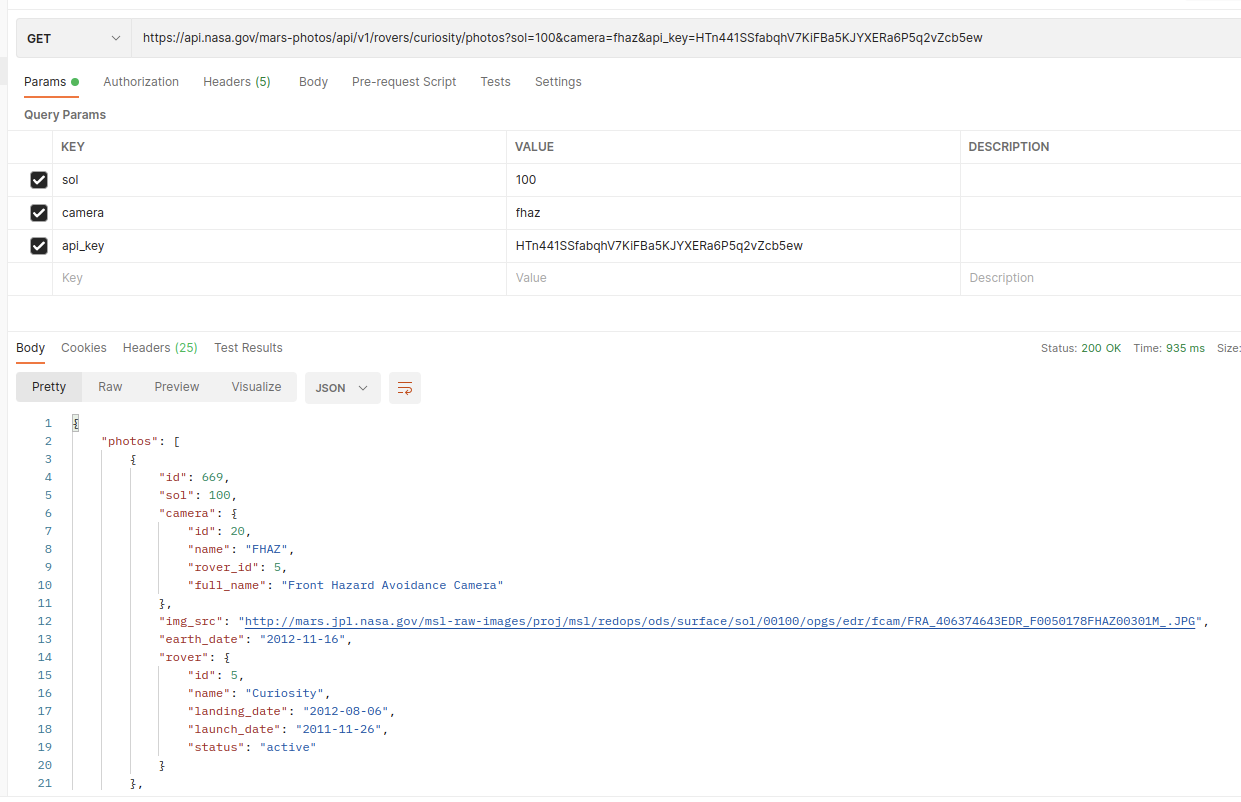 GET https://api.nasa.gov/mars-photos/api/v1/rovers/curiosity/photos?sol=100&camera=fhaz&api_key=HTn441SSfabqhV7KiFBa5KJYXERa6P5q2vZcb5ew
Params Authorization Headers (5) Body Pre-request Script Tests Settings
Query Params
KEY VALUE DESCRIPTION
sol 100
camera fhaz
api_key HTn441SSfabqhV7KiFBa5KJYXERa6P5q2vZcb5ew
Key Value Description
Body Cookies Headers (25) Test Results Status: 200 OK Time: 935 ms Size:
Pretty Raw Preview Visualize JSON
1 {
2 "photos": [
3 {
4 "id": 669,
5 "sol": 100,
6 "camera": {
7 "id": 20,
8 "name": "FHAZ",
9 "rover_id": 5,
10 "full_name": "Front Hazard Avoidance Camera"
11 },
12 "img_src": "http://mars.jpl.nasa.gov/msl-raw-images/proj/msl/redops/ods/surface/sol/00100/opgs/edr/fcam/FRA_406374643EDR_F0050178FHAZ00301M_.JPG",
13 "earth_date": "2012-11-16",
14 "rover": {
15 "id": 5,
16 "name": "Curiosity",
17 "landing_date": "2012-08-06",
18 "launch_date": "2011-11-26",
19 "status": "active"
20 }
21 },